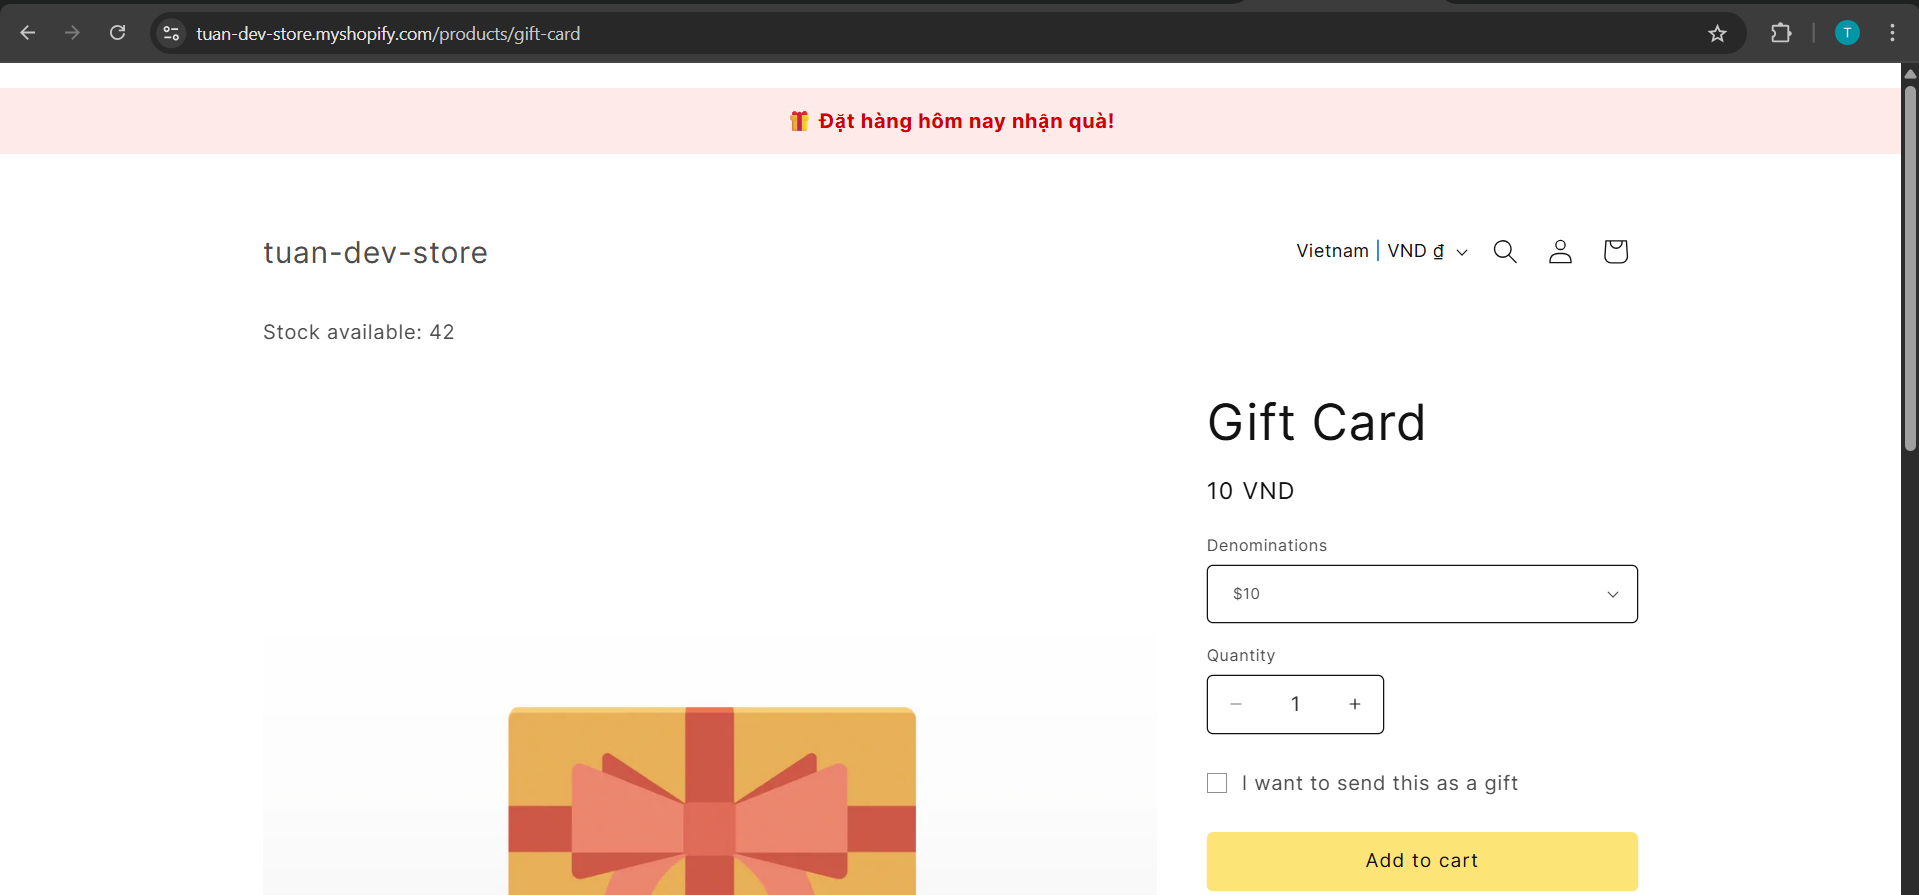 tuan-dev-store.myshopify.com/products/gift-card
T
🎁 Đặt hàng hôm nay nhận quà!
tuan-dev-store
Vietnam | VND ₫
Stock available: 42
Gift Card
10 VND
Denominations
$10
Quantity
− 1 +
I want to send this as a gift
Add to cart